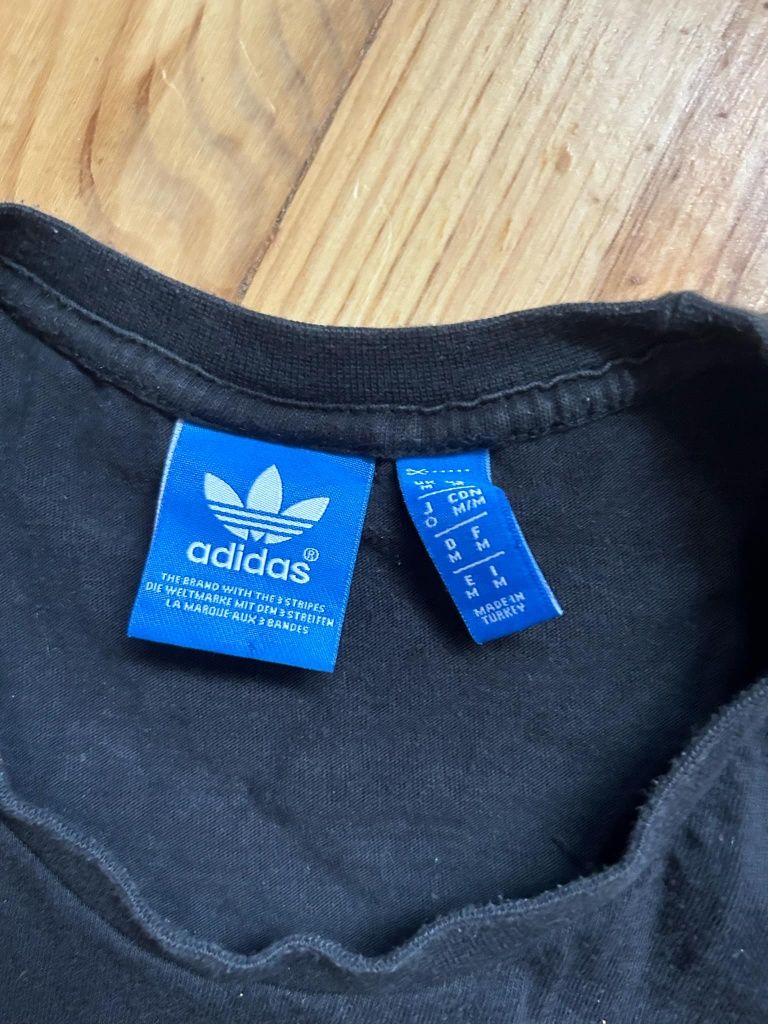 adidas®
THE BRAND WITH THE 3 STRIPES
DIE WELTMARKE MIT DEN 3 STREIFEN
LA MARQUE AUX 3 BANDES
J CDN
O M/M
D F
M M
E I
M M
MADE IN
TURKEY